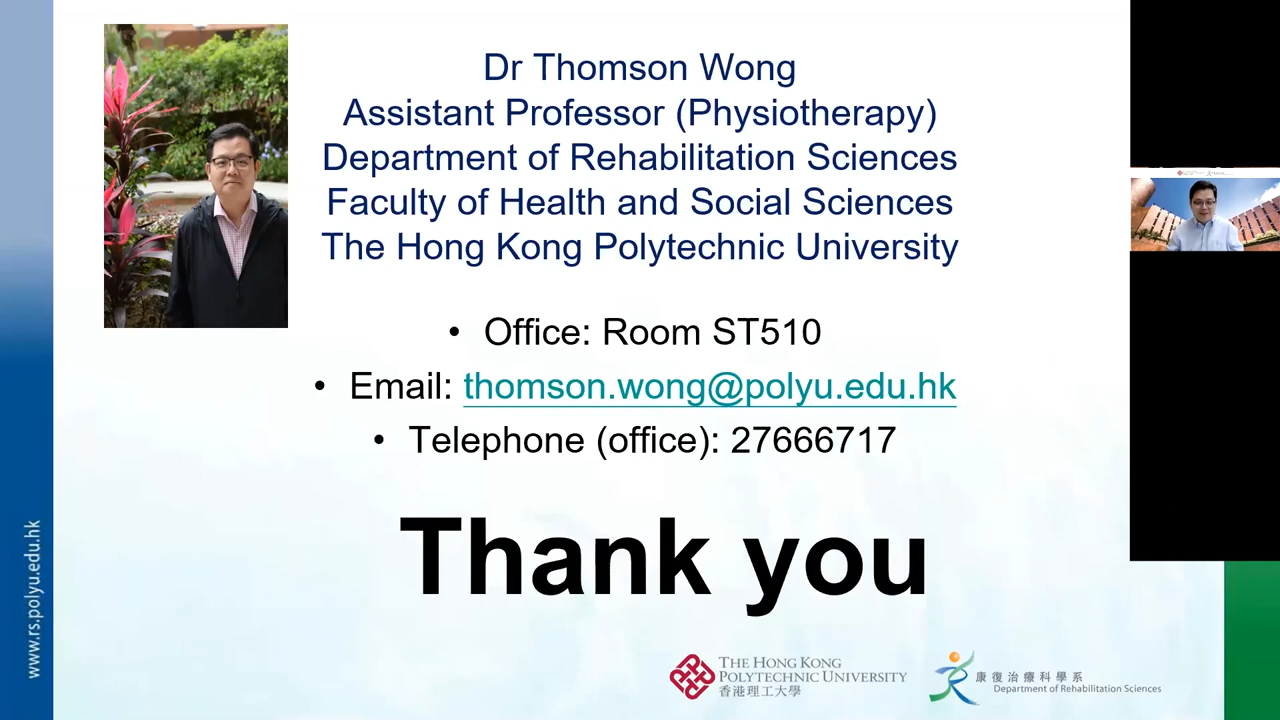 Dr Thomson Wong
Assistant Professor (Physiotherapy)
Department of Rehabilitation Sciences
Faculty of Health and Social Sciences
The Hong Kong Polytechnic University
• Office: Room ST510
• Email: thomson.wong@polyu.edu.hk
• Telephone (office): 27666717
Thank you
www.rs.polyu.edu.hk
THE HONG KONG
POLYTECHNIC UNIVERSITY
香港理工大學
康復治療科學系
Department of Rehabilitation Sciences